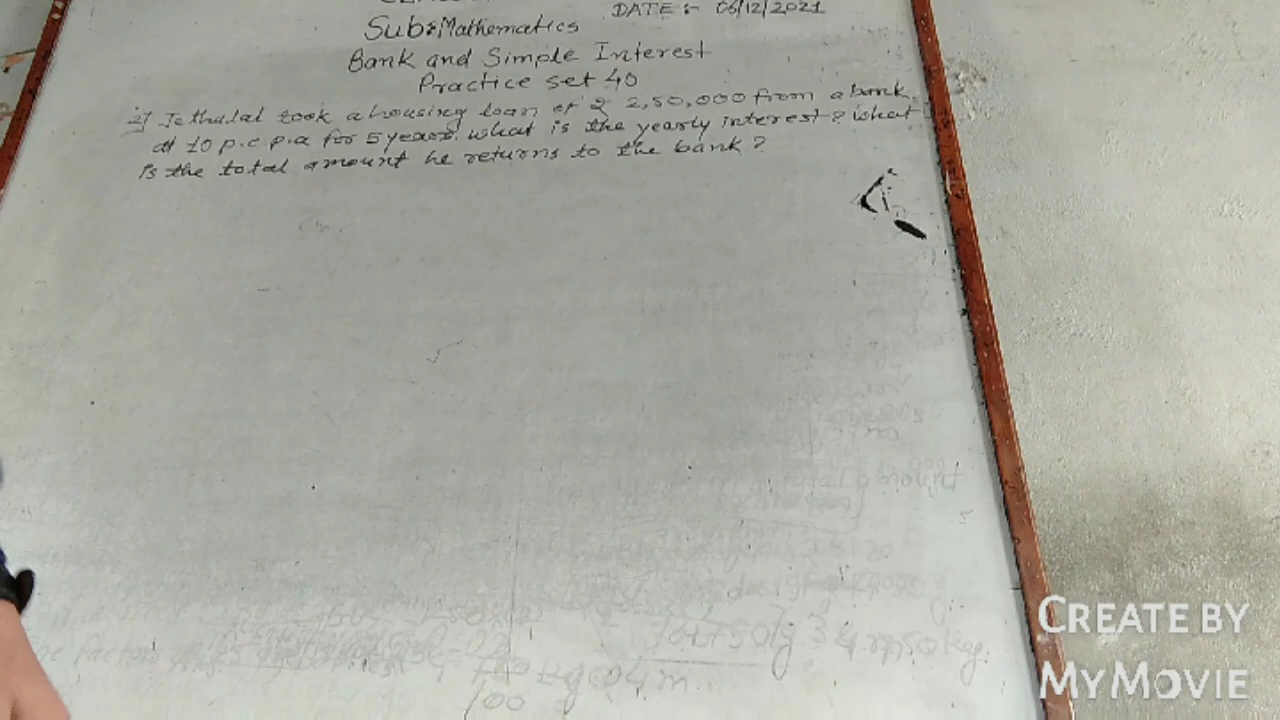 DATE :- 06/12/2021
Sub:Mathematics
Bank and Simple Interest
Practice set 40
2) Jethalal took a housing loan of ₹ 2,50,000 from a bank
at 10 p.c p.a for 5 years. what is the yearly interest? what
is the total amount he returns to the bank?
CREATE BY
MYMOVIE